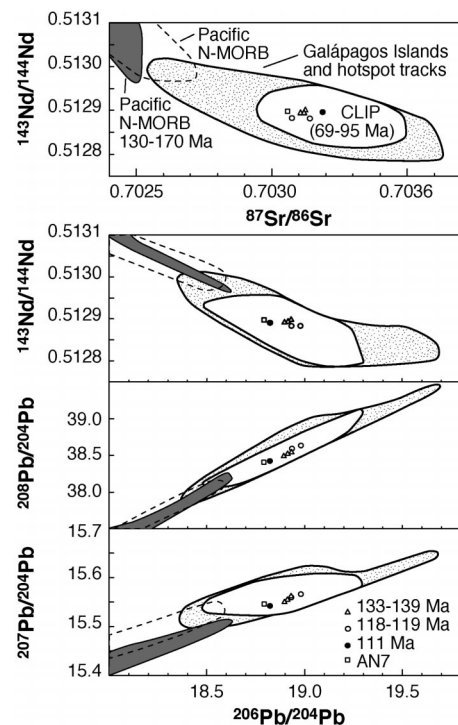 0.5131
0.5130
0.5129
0.5128
143Nd/144Nd
Pacific
N-MORB
Galápagos Islands
and hotspot tracks
Pacific
N-MORB
130-170 Ma
CLIP
(69-95 Ma)
0.7025
0.7030
0.7036
87Sr/86Sr
0.5131
0.5130
0.5129
0.5128
143Nd/144Nd
39.0
38.5
38.0
208Pb/204Pb
15.7
15.6
15.5
15.4
207Pb/204Pb
133-139 Ma
118-119 Ma
111 Ma
AN7
18.5
19.0
19.5
206Pb/204Pb